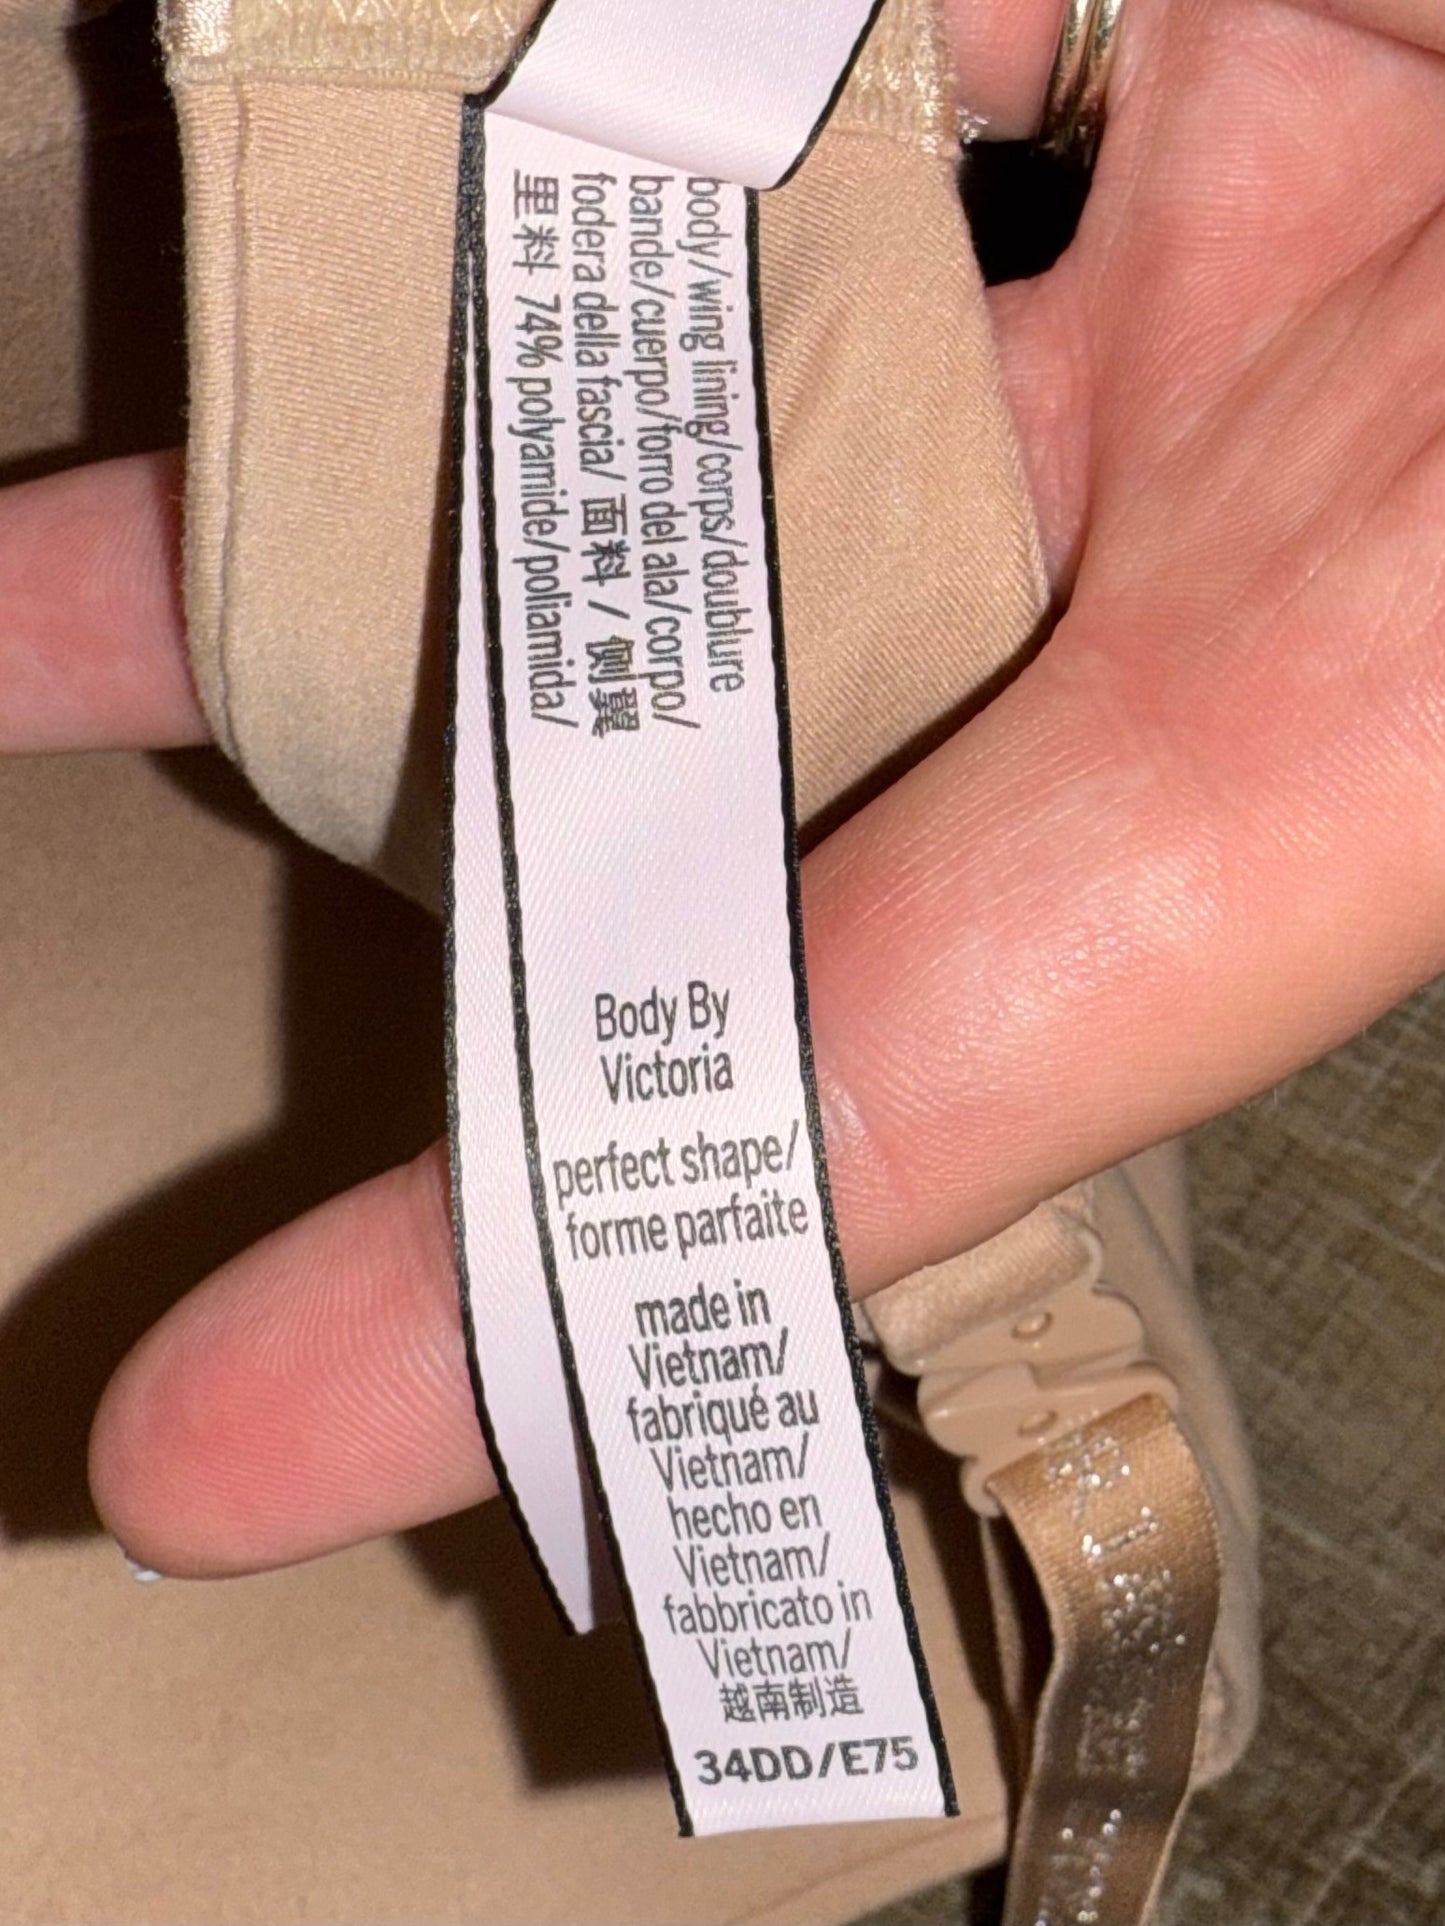 body/wing lining/corps/doublure
bande/cuerpo/forro del ala/corpo/
fodera della fascia/ 面料 / 侧翼
里料 74% polyamide/poliamida/
Body By
Victoria
perfect shape/
forme parfaite
made in
Vietnam/
fabriqué au
Vietnam/
hecho en
Vietnam/
fabbricato in
Vietnam/
越南制造
34DD/E75